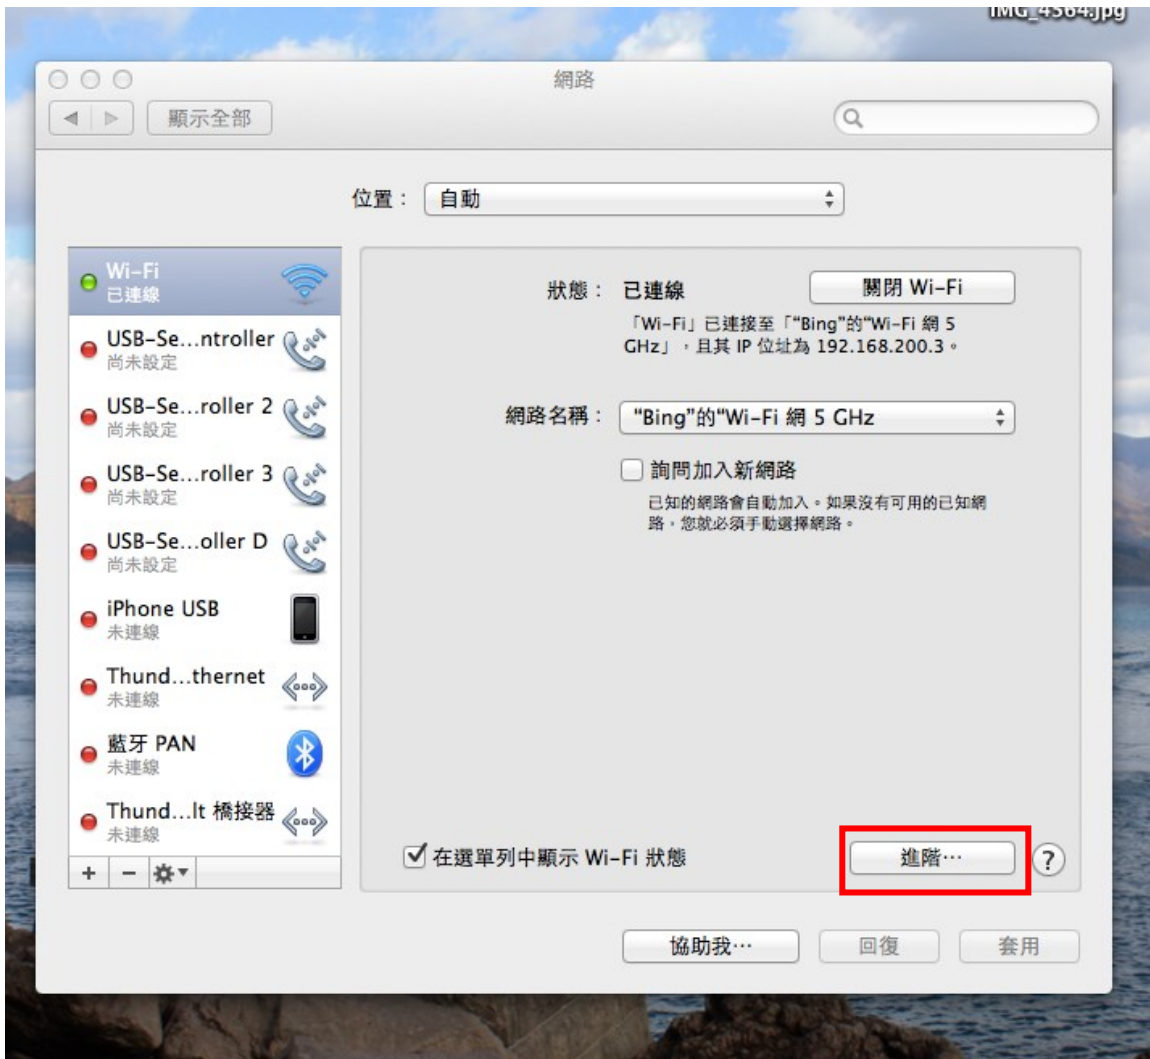 IMG_4364.jpg
網路
顯示全部
位置： 自動
Wi-Fi
已連線
USB-Se...ntroller
尚未設定
USB-Se...roller 2
尚未設定
USB-Se...roller 3
尚未設定
USB-Se...oller D
尚未設定
iPhone USB
未連線
Thund...thernet
未連線
藍牙 PAN
未連線
Thund...lt 橋接器
未連線
狀態： 已連線 關閉 Wi-Fi
「Wi-Fi」已連接至「“Bing”的“Wi-Fi 網 5
GHz」，且其 IP 位址為 192.168.200.3。
網路名稱： “Bing”的“Wi-Fi 網 5 GHz
詢問加入新網路
已知的網路會自動加入。如果沒有可用的已知網
路，您就必須手動選擇網路。
在選單列中顯示 Wi-Fi 狀態 進階… ?
協助我… 回復 套用